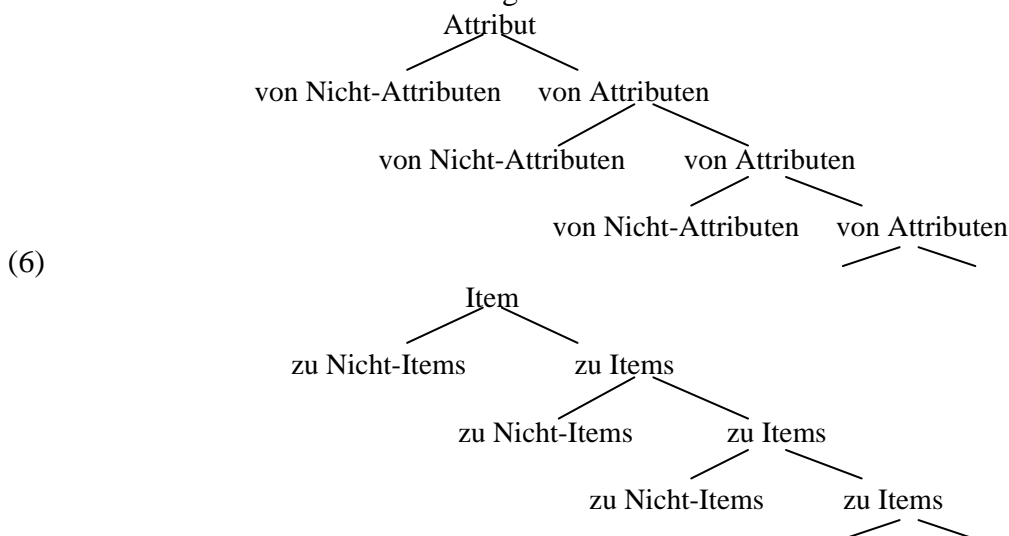 Attribut
von Nicht-Attributen von Attributen
von Nicht-Attributen von Attributen
von Nicht-Attributen von Attributen
(6)
Item
zu Nicht-Items zu Items
zu Nicht-Items zu Items
zu Nicht-Items zu Items